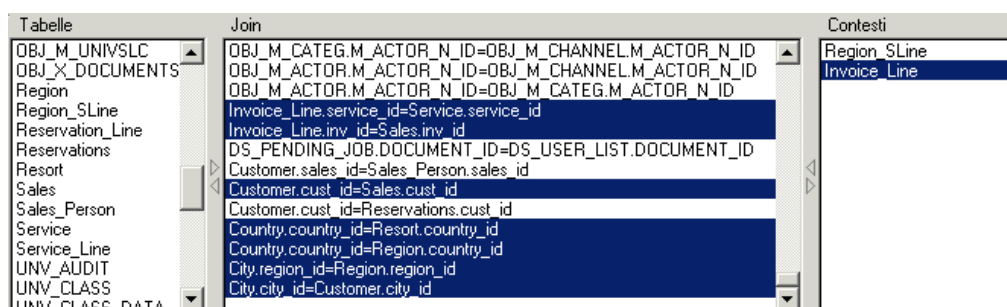 Tabelle
OBJ_M_UNIVSLC
OBJ_X_DOCUMENTS
Region
Region_SLine
Reservation_Line
Reservations
Resort
Sales
Sales_Person
Service
Service_Line
UNV_AUDIT
UNV_CLASS
UNV_CLASS_DATA
Join
OBJ_M_CATEG.M_ACTOR_N_ID=OBJ_M_CHANNEL.M_ACTOR_N_ID
OBJ_M_ACTOR.M_ACTOR_N_ID=OBJ_M_CHANNEL.M_ACTOR_N_ID
OBJ_M_ACTOR.M_ACTOR_N_ID=OBJ_M_CATEG.M_ACTOR_N_ID
Invoice_Line.service_id=Service.service_id
Invoice_Line.inv_id=Sales.inv_id
DS_PENDING_JOB.DOCUMENT_ID=DS_USER_LIST.DOCUMENT_ID
Customer.sales_id=Sales_Person.sales_id
Customer.cust_id=Sales.cust_id
Customer.cust_id=Reservations.cust_id
Country.country_id=Resort.country_id
Country.country_id=Region.country_id
City.region_id=Region.region_id
City.city_id=Customer.city_id
Contesti
Region_SLine
Invoice_Line